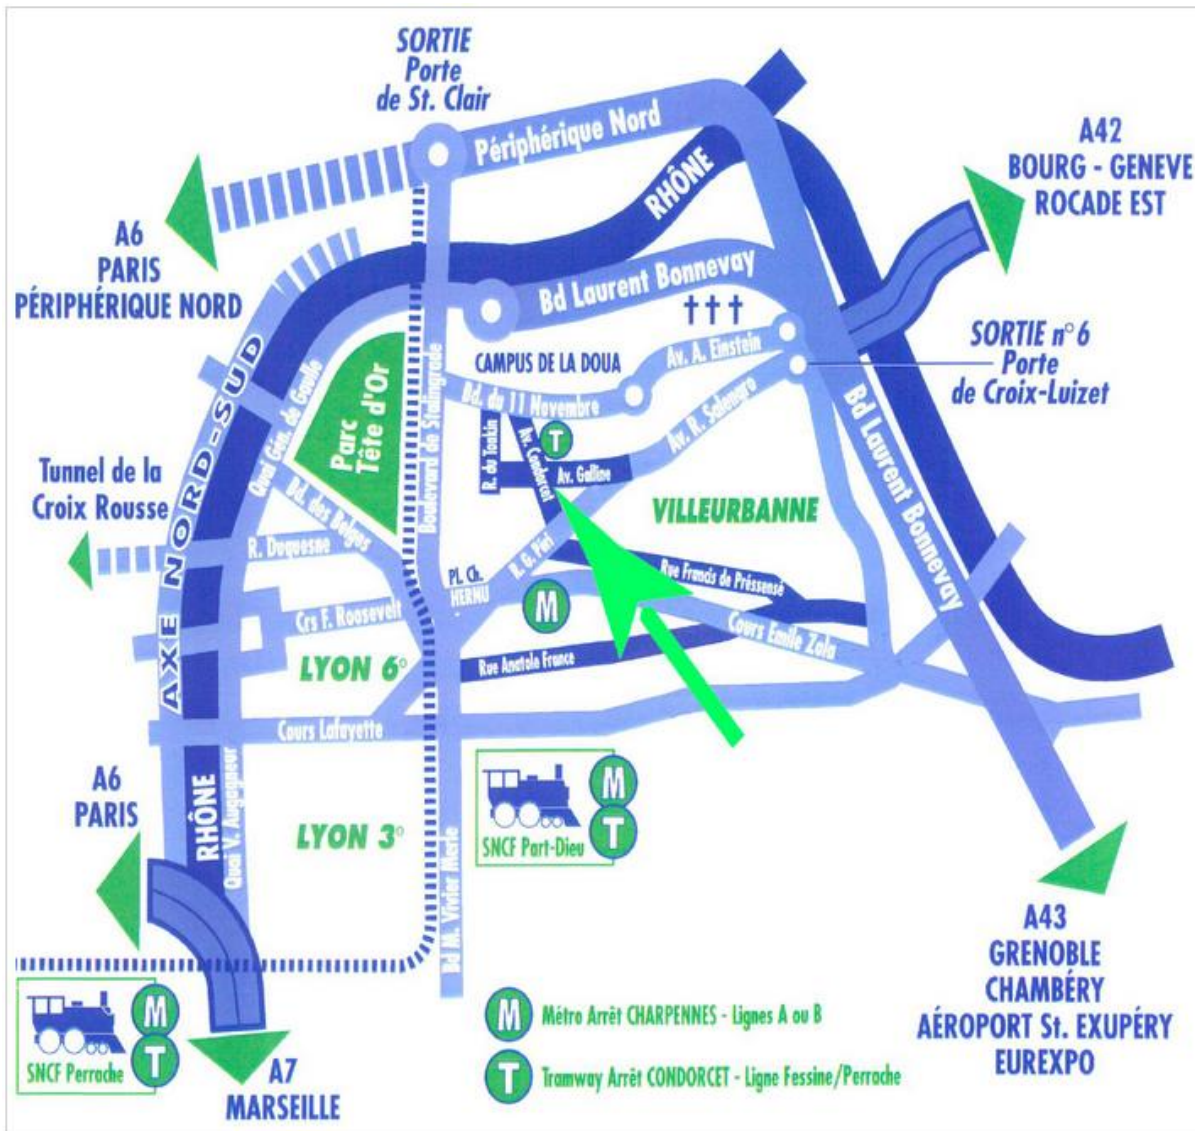 SORTIE
Porte
de St. Clair
Périphérique Nord
RHÔNE
A42
BOURG - GENEVE
ROCADE EST
A6
PARIS
PÉRIPHÉRIQUE NORD
Bd Laurent Bonnevay
SORTIE n°6
Porte
de Croix-Luizet
CAMPUS DE LA DOUA
Av. A. Einstein
Bd. du 11 Novembre
Av. R. Salengro
Bd Laurent Bonnevay
AXE NORD-SUD
Quai Gén. de Gaulle
Parc
Tête d'Or
Boulevard de Stalingrade
R. du Tonkin
Av. Condorcet
T
Av. Galline
Tunnel de la
Croix Rousse
Bd. des Belges
R. Duquesne
VILLEURBANNE
R. G. Péri
Pl. Ch.
HERNU
M
Rue Francis de Préssensé
Crs F. Roosevelt
Cours Emile Zola
LYON 6°
Rue Anatole France
Cours Lafayette
A6
PARIS
RHÔNE
Quai V. Augagneur
LYON 3°
Bd M. Vivier Merle
SNCF Part-Dieu
M
T
A43
GRENOBLE
CHAMBÉRY
AÉROPORT St. EXUPÉRY
EUREXPO
SNCF Perrache
M
T
A7
MARSEILLE
M Métro Arrêt CHARPENNES - Lignes A ou B
T Tramway Arrêt CONDORCET - Ligne Fessine/Perrache